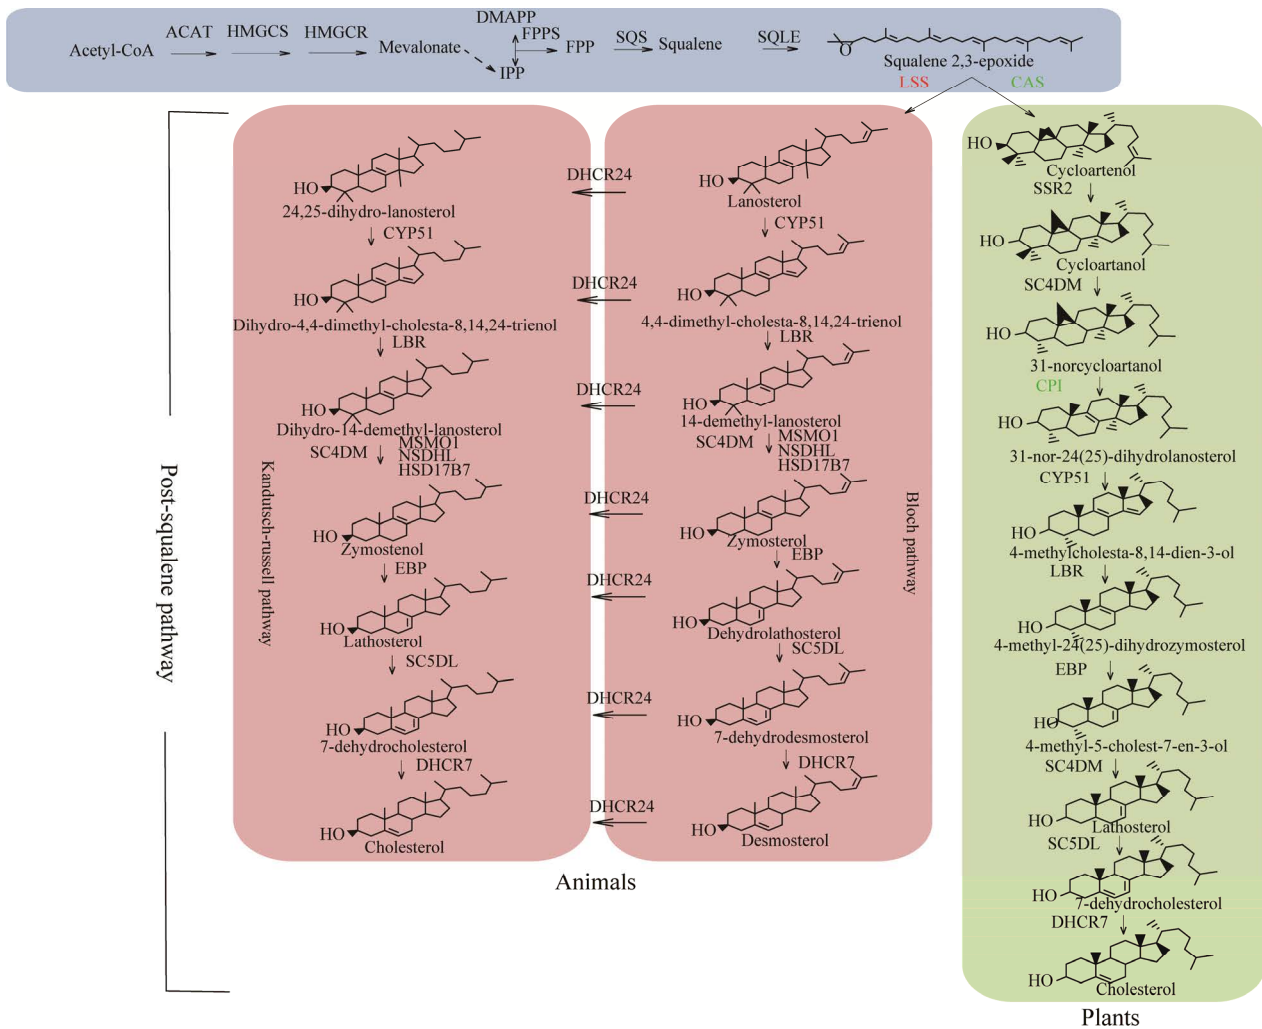 Acetyl-CoA
ACAT
HMGCS
HMGCR
Mevalonate
DMAPP
FPPS
IPP
FPP
SQS
Squalene
SQLE
O
Squalene 2,3-epoxide
LSS
CAS
Post-squalene pathway
Kandutsch-russell pathway
HO
24,25-dihydro-lanosterol
CYP51
HO
Dihydro-4,4-dimethyl-cholesta-8,14,24-trienol
LBR
HO
Dihydro-14-demethyl-lanosterol
SC4DM
MSMO1
NSDHL
HSD17B7
HO
Zymostenol
EBP
HO
Lathosterol
SC5DL
HO
7-dehydrocholesterol
DHCR7
HO
Cholesterol
DHCR24
DHCR24
DHCR24
DHCR24
DHCR24
DHCR24
DHCR24
HO
Lanosterol
CYP51
HO
4,4-dimethyl-cholesta-8,14,24-trienol
LBR
HO
14-demethyl-lanosterol
SC4DM
MSMO1
NSDHL
HSD17B7
HO
Zymosterol
EBP
HO
Dehydrolathosterol
SC5DL
HO
7-dehydrodesmosterol
DHCR7
HO
Desmosterol
Bloch pathway
Animals
HO
Cycloartenol
SSR2
HO
Cycloartanol
SC4DM
HO
31-norcycloartanol
CPI
HO
31-nor-24(25)-dihydrolanosterol
CYP51
HO
4-methylcholesta-8,14-dien-3-ol
LBR
HO
4-methyl-24(25)-dihydrozymosterol
EBP
HO
4-methyl-5-cholest-7-en-3-ol
SC4DM
HO
Lathosterol
SC5DL
HO
7-dehydrocholesterol
DHCR7
HO
Cholesterol
Plants